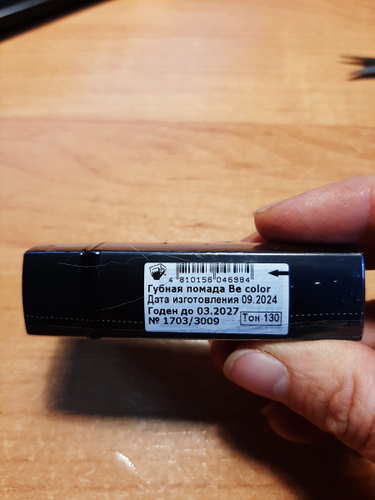 4 810156 046984
Губная помада Be color
Дата изготовления 09.2024
Годен до 03.2027
№ 1703/3009
Тон 130